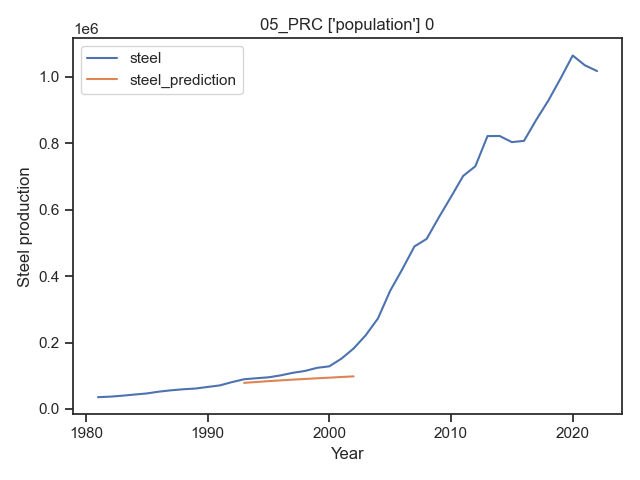 05_PRC ['population'] 0
1e6
steel
steel_prediction
1.0
0.8
0.6
0.4
0.2
0.0
Steel production
1980
1990
2000
2010
2020
Year